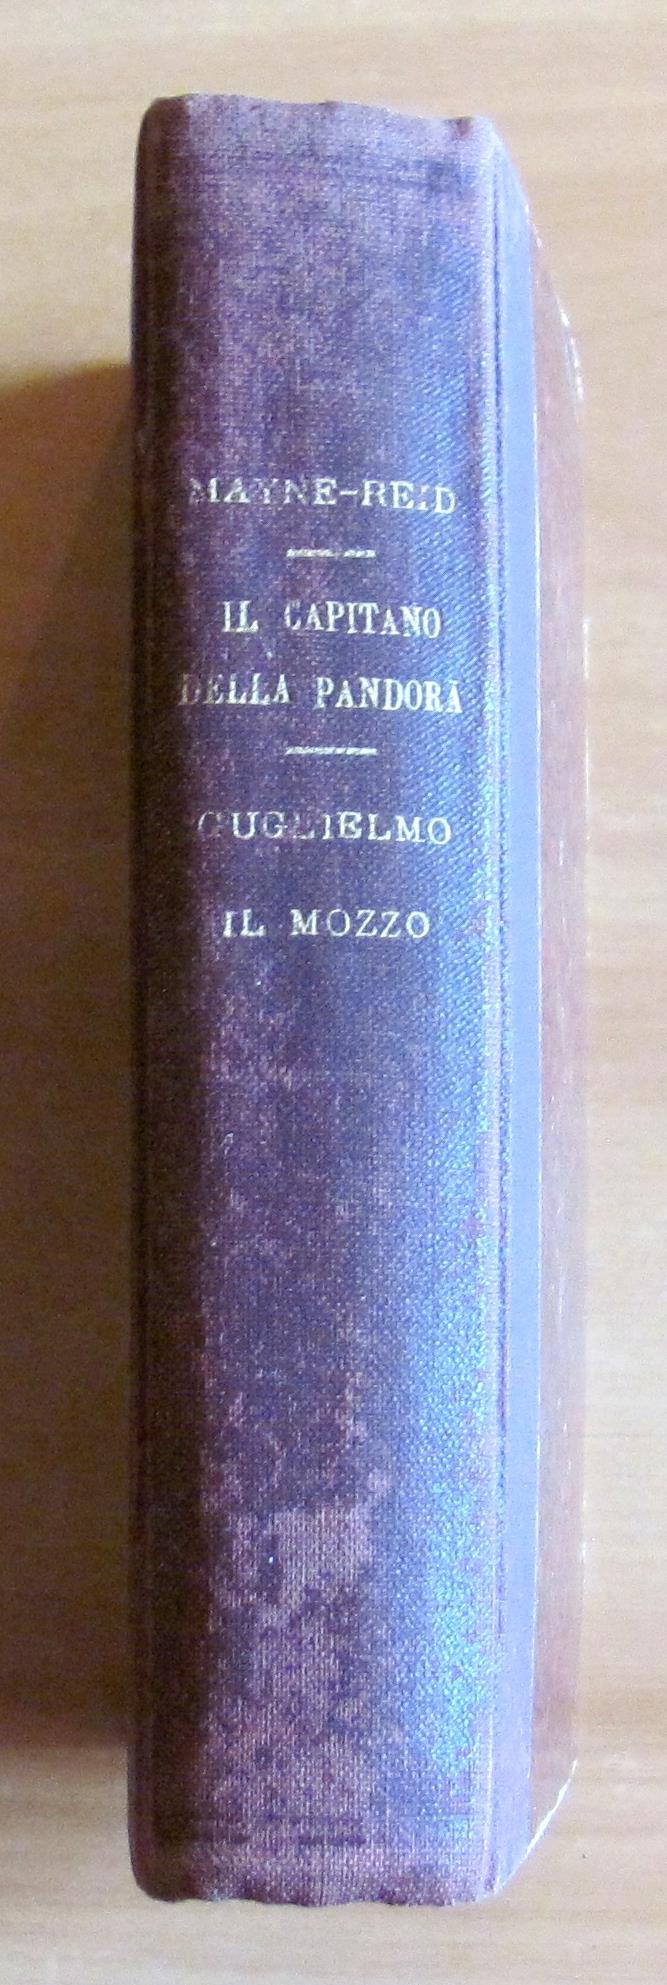 MAYNE-REID
IL CAPITANO
DELLA PANDORA
GUGLIELMO
IL MOZZO